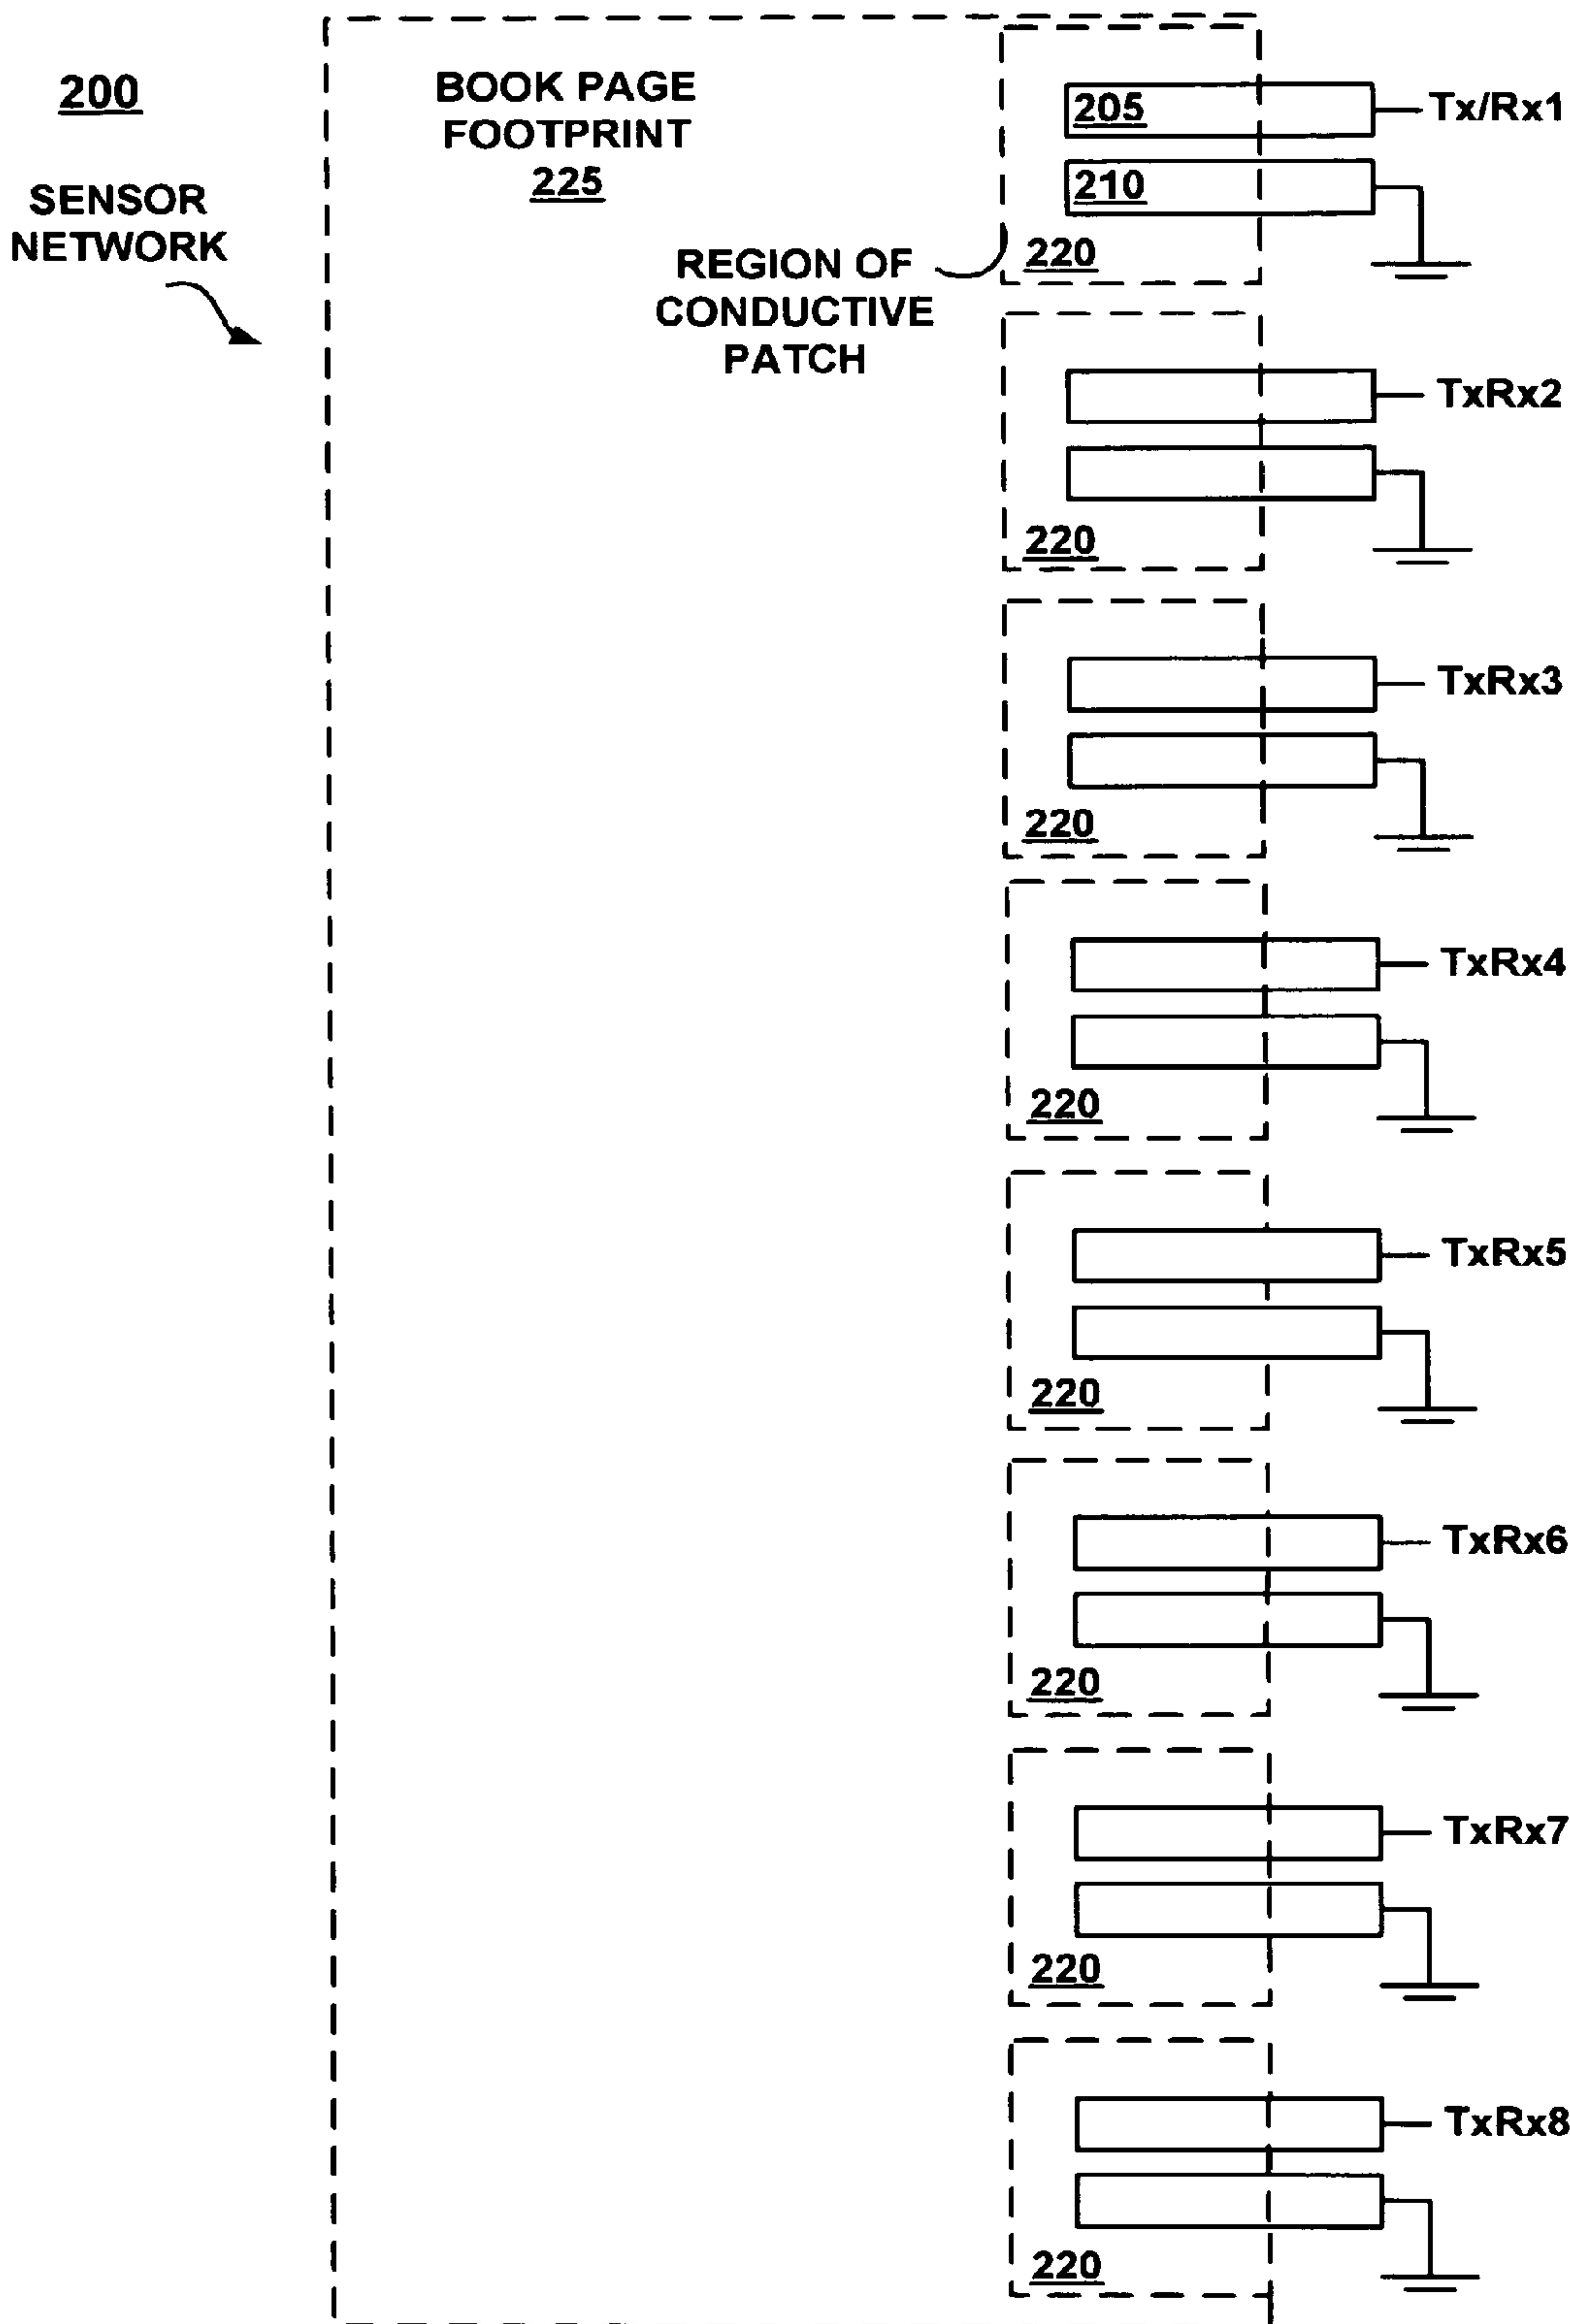 200
SENSOR
NETWORK
BOOK PAGE
FOOTPRINT
225
REGION OF
CONDUCTIVE
PATCH
205
Tx/Rx1
210
220
TxRx2
220
TxRx3
220
TxRx4
220
TxRx5
220
TxRx6
220
TxRx7
220
TxRx8
220